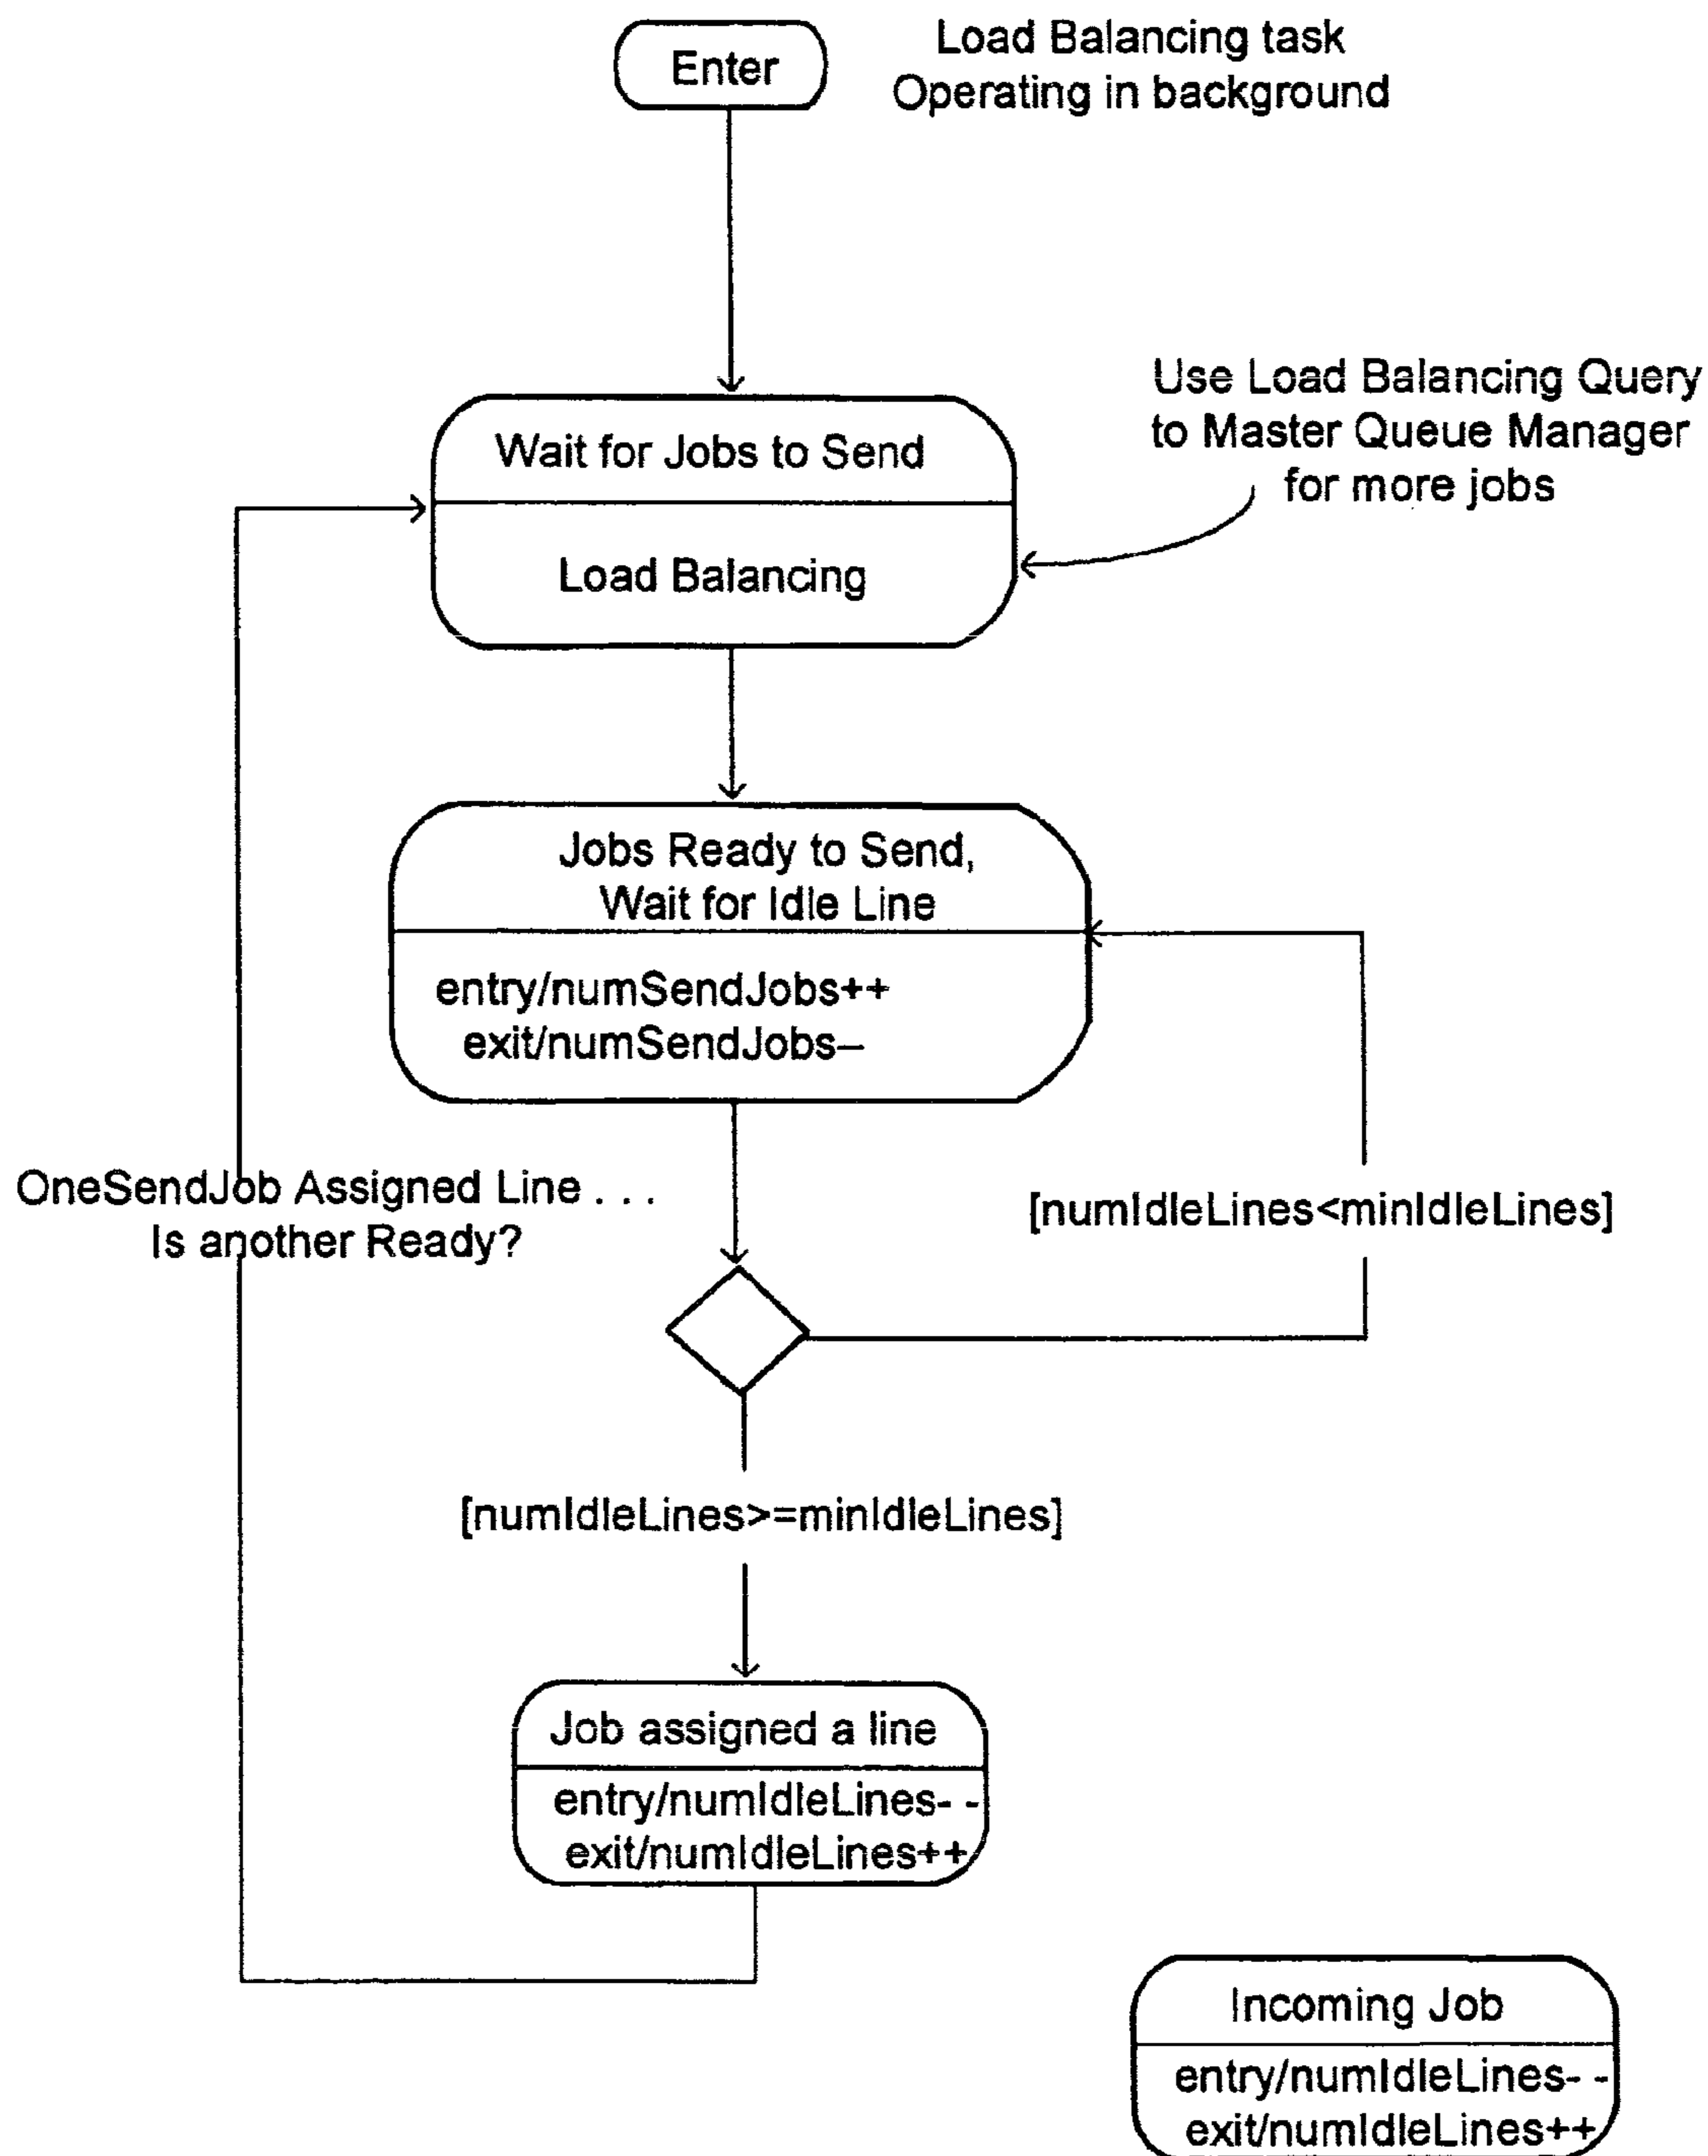 Enter
Load Balancing task
Operating in background
Use Load Balancing Query
to Master Queue Manager
for more jobs
Wait for Jobs to Send
Load Balancing
Jobs Ready to Send,
Wait for Idle Line
entry/numSendJobs++
exit/numSendJobs–
OneSendJob Assigned Line . . .
Is another Ready?
[numIdleLines<minIdleLines]
[numIdleLines>=minIdleLines]
Job assigned a line
entry/numIdleLines- -
exit/numIdleLines++
Incoming Job
entry/numIdleLines- -
exit/numIdleLines++